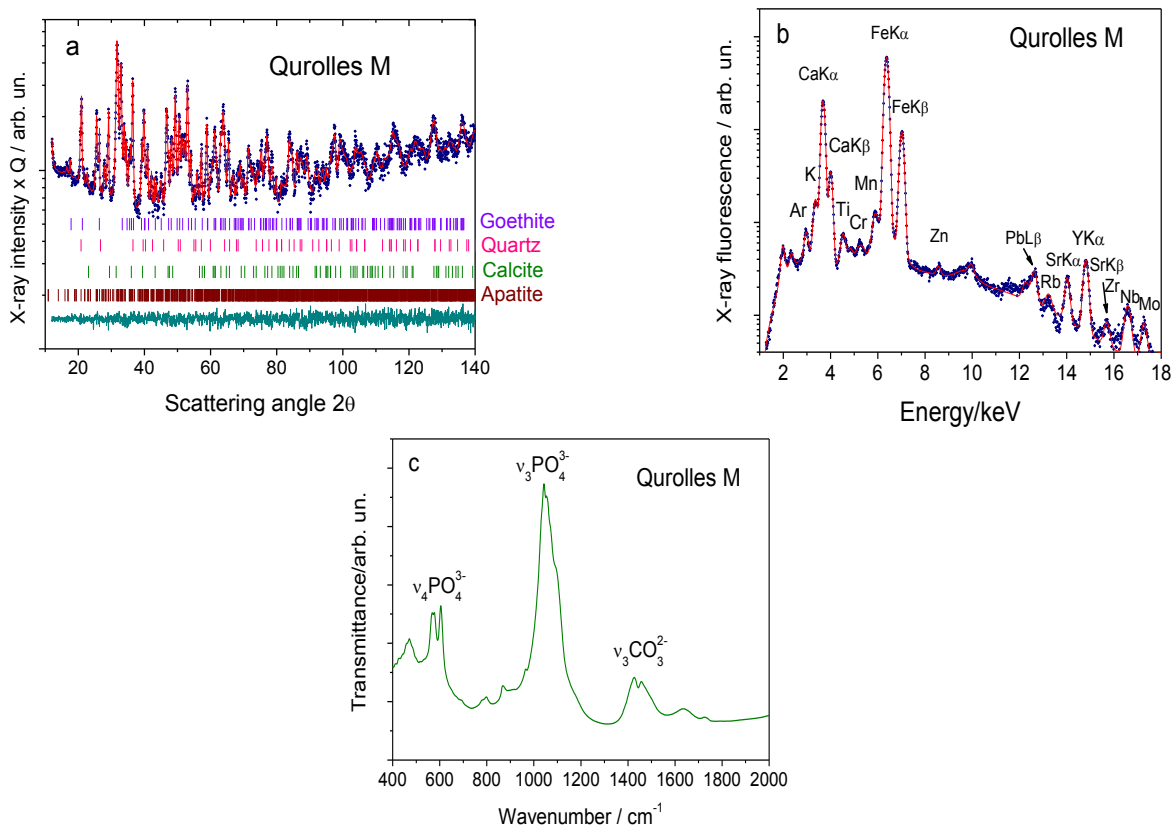 a
Qurolles M
X-ray intensity x Q / arb. un.
Goethite
Quartz
Calcite
Apatite
20 40 60 80 100 120 140
Scattering angle 2θ
b
Qurolles M
X-ray fluorescence / arb. un.
FeKα
CaKα
FeKβ
CaKβ
K
Mn
Ar
Ti
Cr
Zn
PbLβ
YKα
SrKα
SrKβ
Rb
Zr
Nb
Mo
2 4 6 8 10 12 14 16 18
Energy/keV
c
Qurolles M
Transmittance/arb. un.
ν₃PO₄³⁻
ν₄PO₄³⁻
ν₃CO₃²⁻
400 600 800 1000 1200 1400 1600 1800 2000
Wavenumber / cm⁻¹